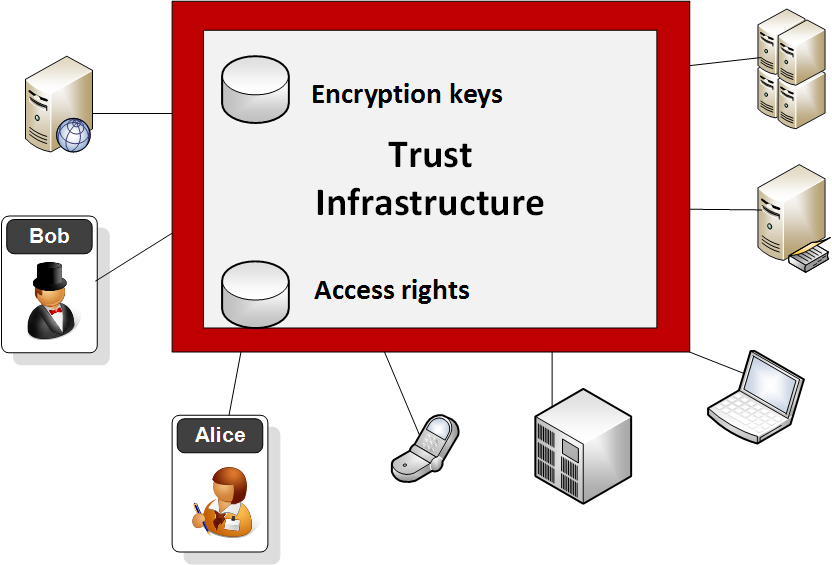 Encryption keys
Trust
Infrastructure
Bob
Access rights
Alice